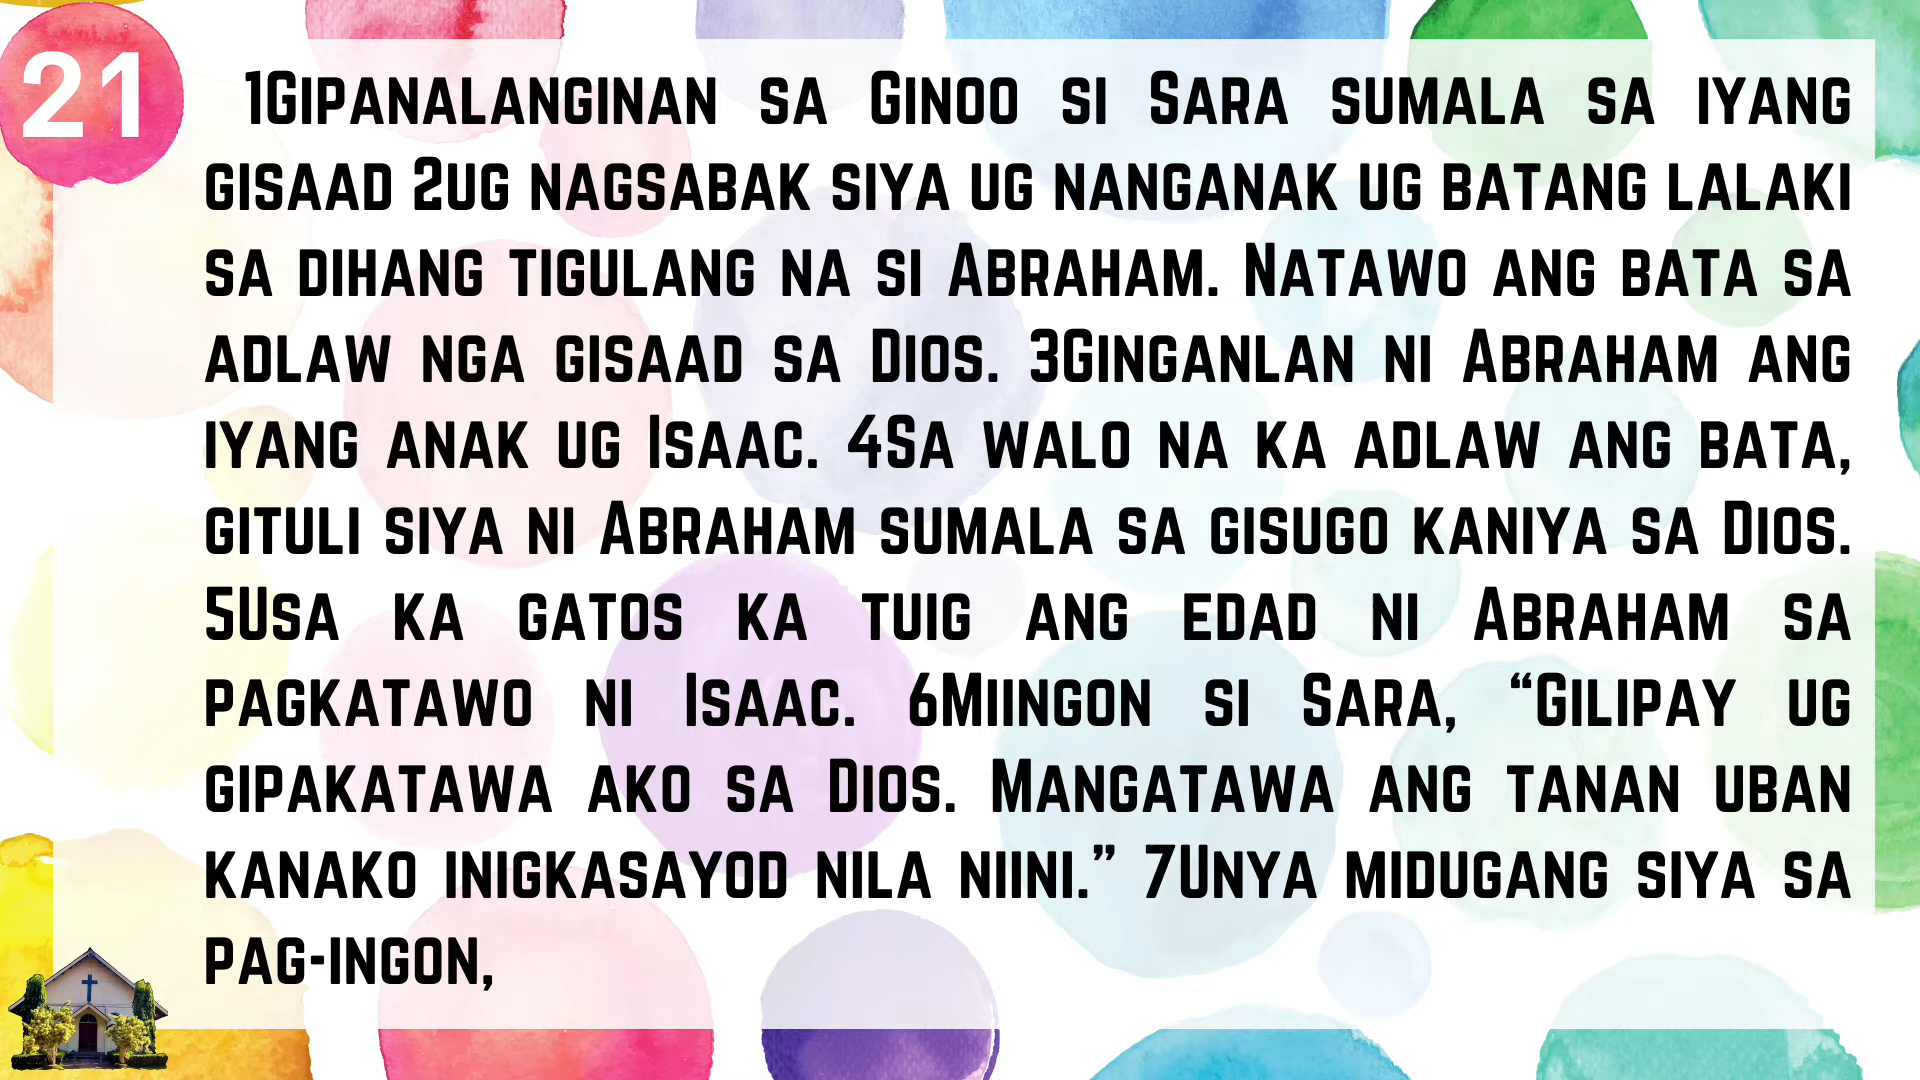 21
1Gipanalanginan sa Ginoo si Sara sumala sa iyang
gisaad 2ug nagsabak siya ug nanganak ug batang lalaki
sa dihang tigulang na si Abraham. Natawo ang bata sa
adlaw nga gisaad sa Dios. 3Ginganlan ni Abraham ang
iyang anak ug Isaac. 4Sa walo na ka adlaw ang bata,
gituli siya ni Abraham sumala sa gisugo kaniya sa Dios.
5Usa ka gatos ka tuig ang edad ni Abraham sa
pagkatawo ni Isaac. 6Miingon si Sara, “Gilipay ug
gipakatawa ako sa Dios. Mangatawa ang tanan uban
kanako inigkasayod nila niini.” 7Unya midugang siya sa
pag-ingon,